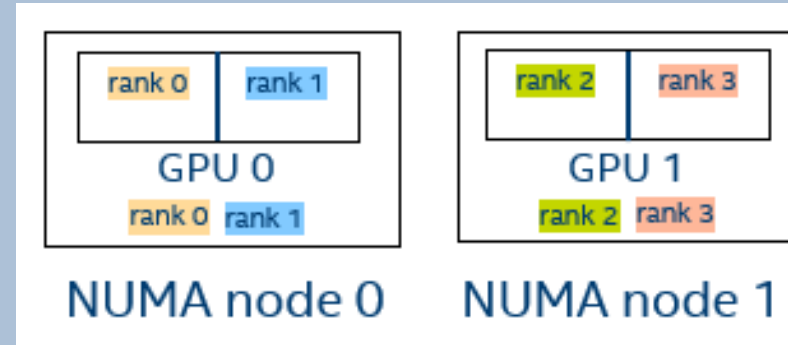 rank 0 rank 1
GPU 0
rank 0 rank 1
NUMA node 0
rank 2 rank 3
GPU 1
rank 2 rank 3
NUMA node 1